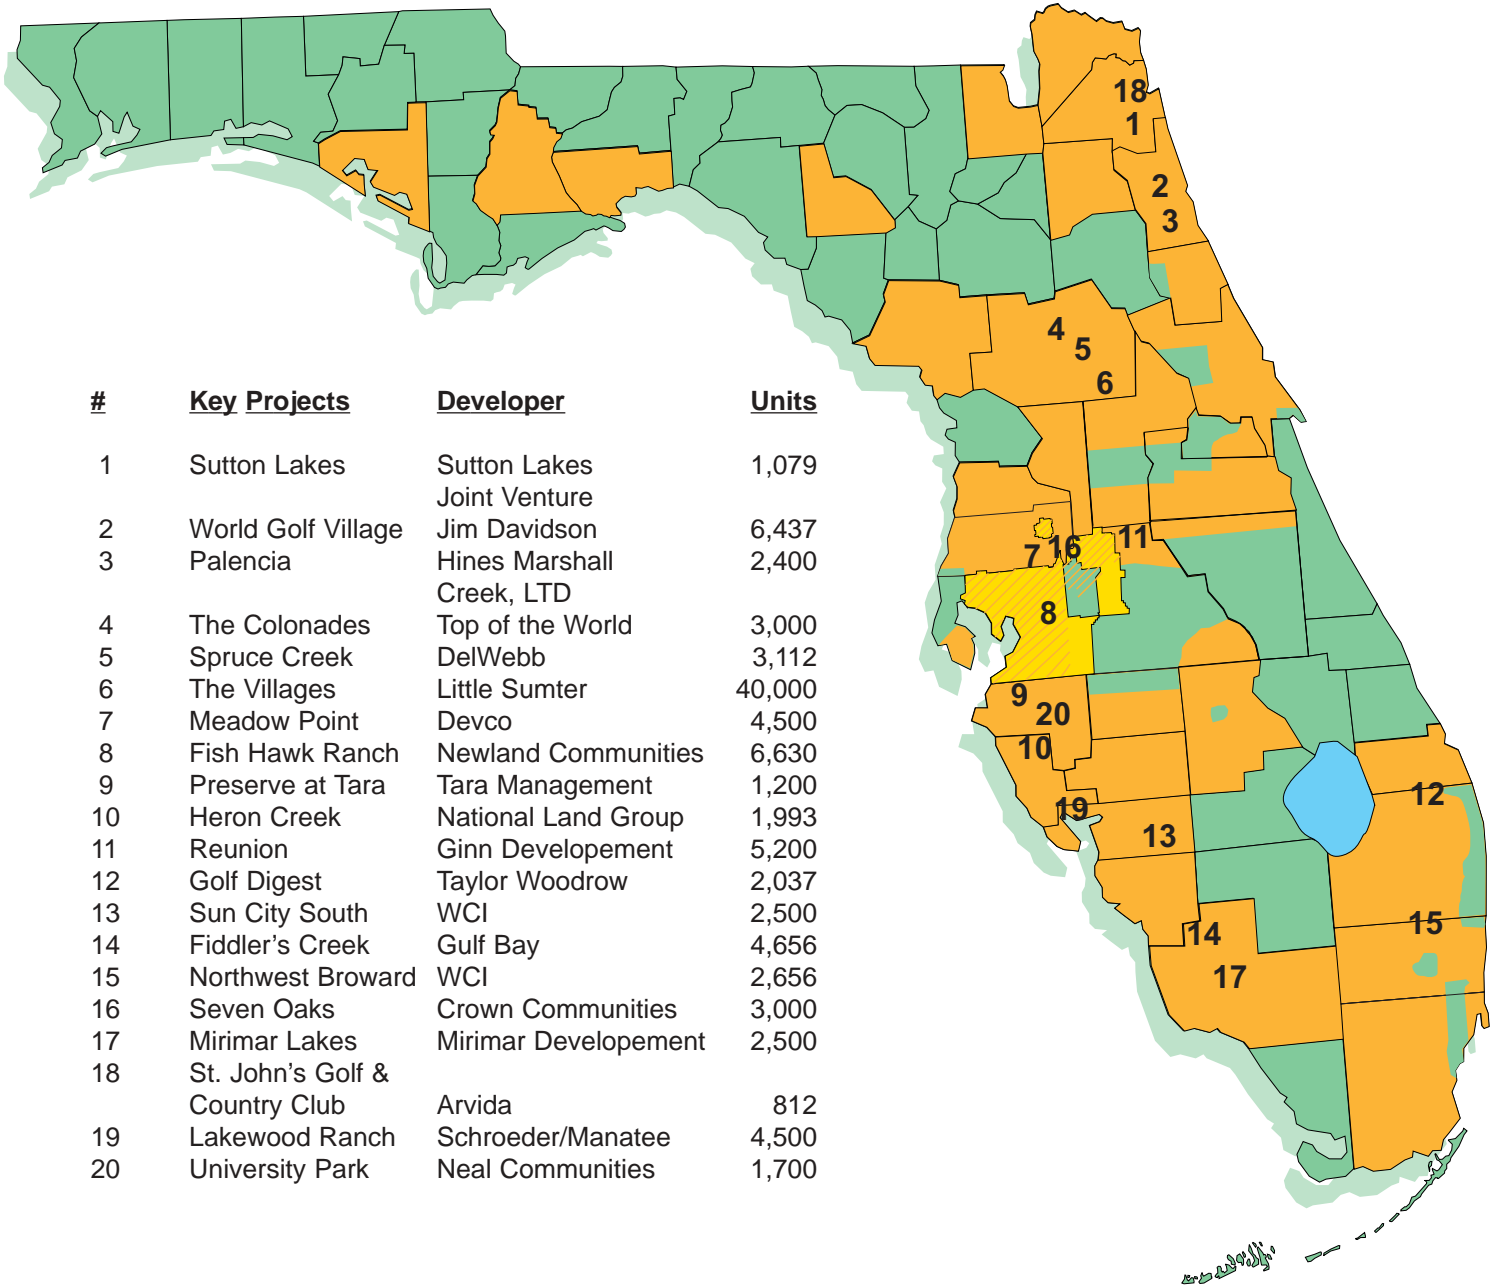 # Key Projects Developer Units
1 Sutton Lakes Sutton Lakes 1,079
Joint Venture
2 World Golf Village Jim Davidson 6,437
3 Palencia Hines Marshall 2,400
Creek, LTD
4 The Colonades Top of the World 3,000
5 Spruce Creek DelWebb 3,112
6 The Villages Little Sumter 40,000
7 Meadow Point Devco 4,500
8 Fish Hawk Ranch Newland Communities 6,630
9 Preserve at Tara Tara Management 1,200
10 Heron Creek National Land Group 1,993
11 Reunion Ginn Developement 5,200
12 Golf Digest Taylor Woodrow 2,037
13 Sun City South WCI 2,500
14 Fiddler's Creek Gulf Bay 4,656
15 Northwest Broward WCI 2,656
16 Seven Oaks Crown Communities 3,000
17 Mirimar Lakes Mirimar Developement 2,500
18 St. John's Golf &
Country Club Arvida 812
19 Lakewood Ranch Schroeder/Manatee 4,500
20 University Park Neal Communities 1,700
18
1
2
3
4
5
6
11
16
7
8
9
20
10
12
19
13
15
14
17